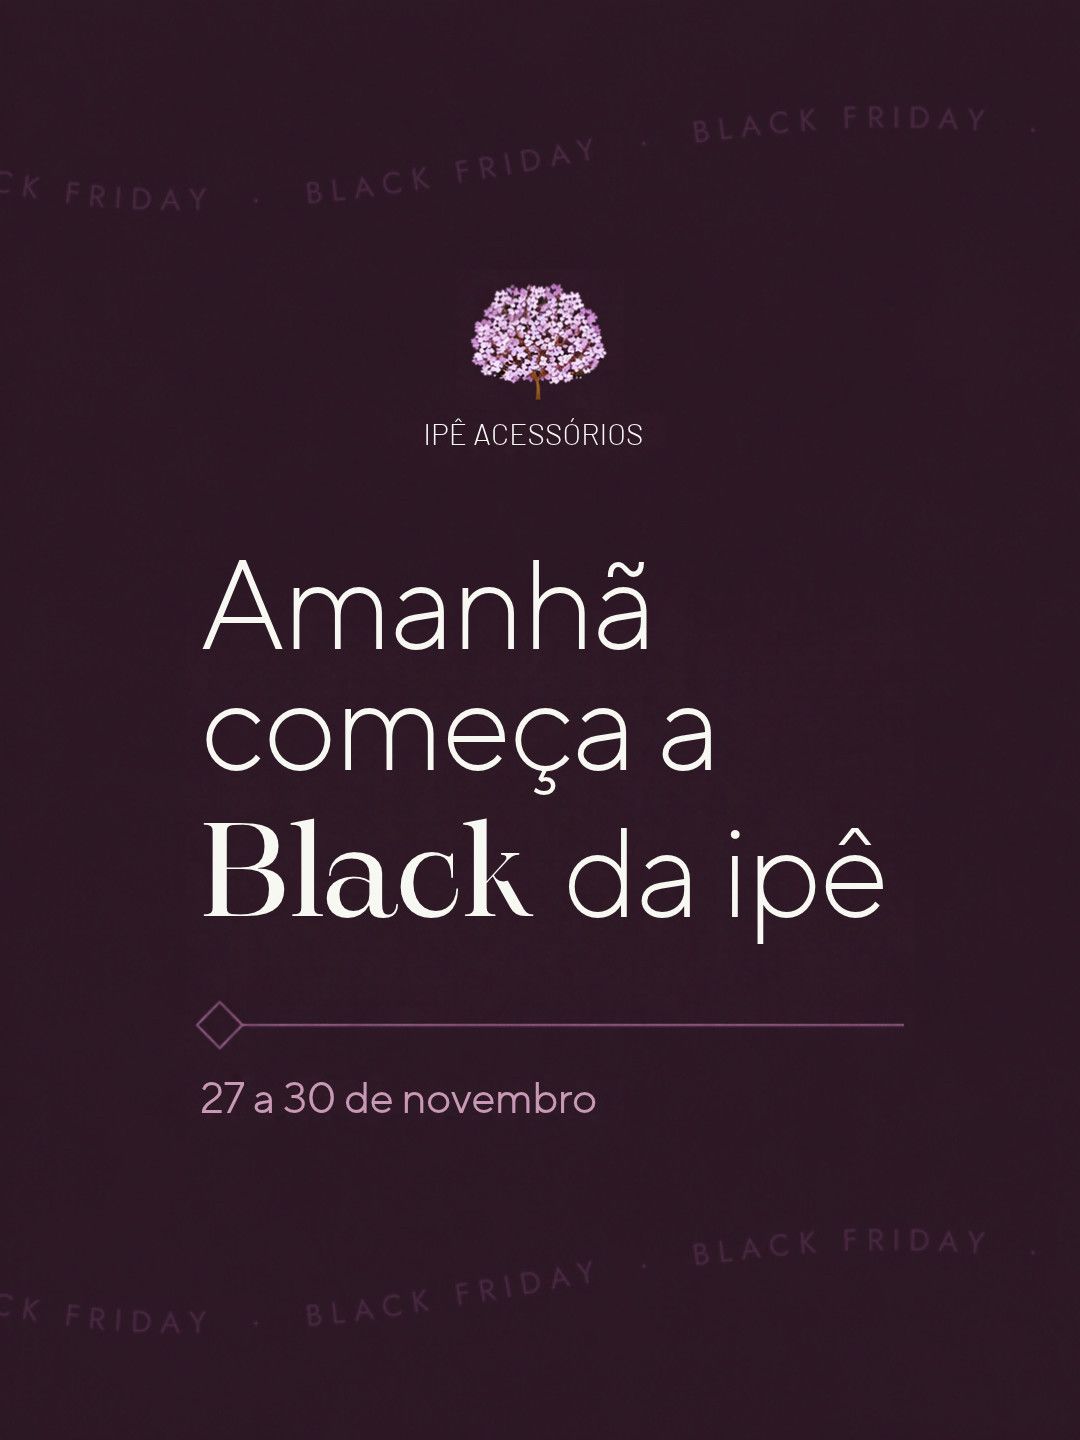 CK FRIDAY · BLACK FRIDAY · BLACK FRIDAY ·
IPÊ ACESSÓRIOS
Amanhã
começa a
Black da ipê
27 a 30 de novembro
CK FRIDAY · BLACK FRIDAY · BLACK FRIDAY ·